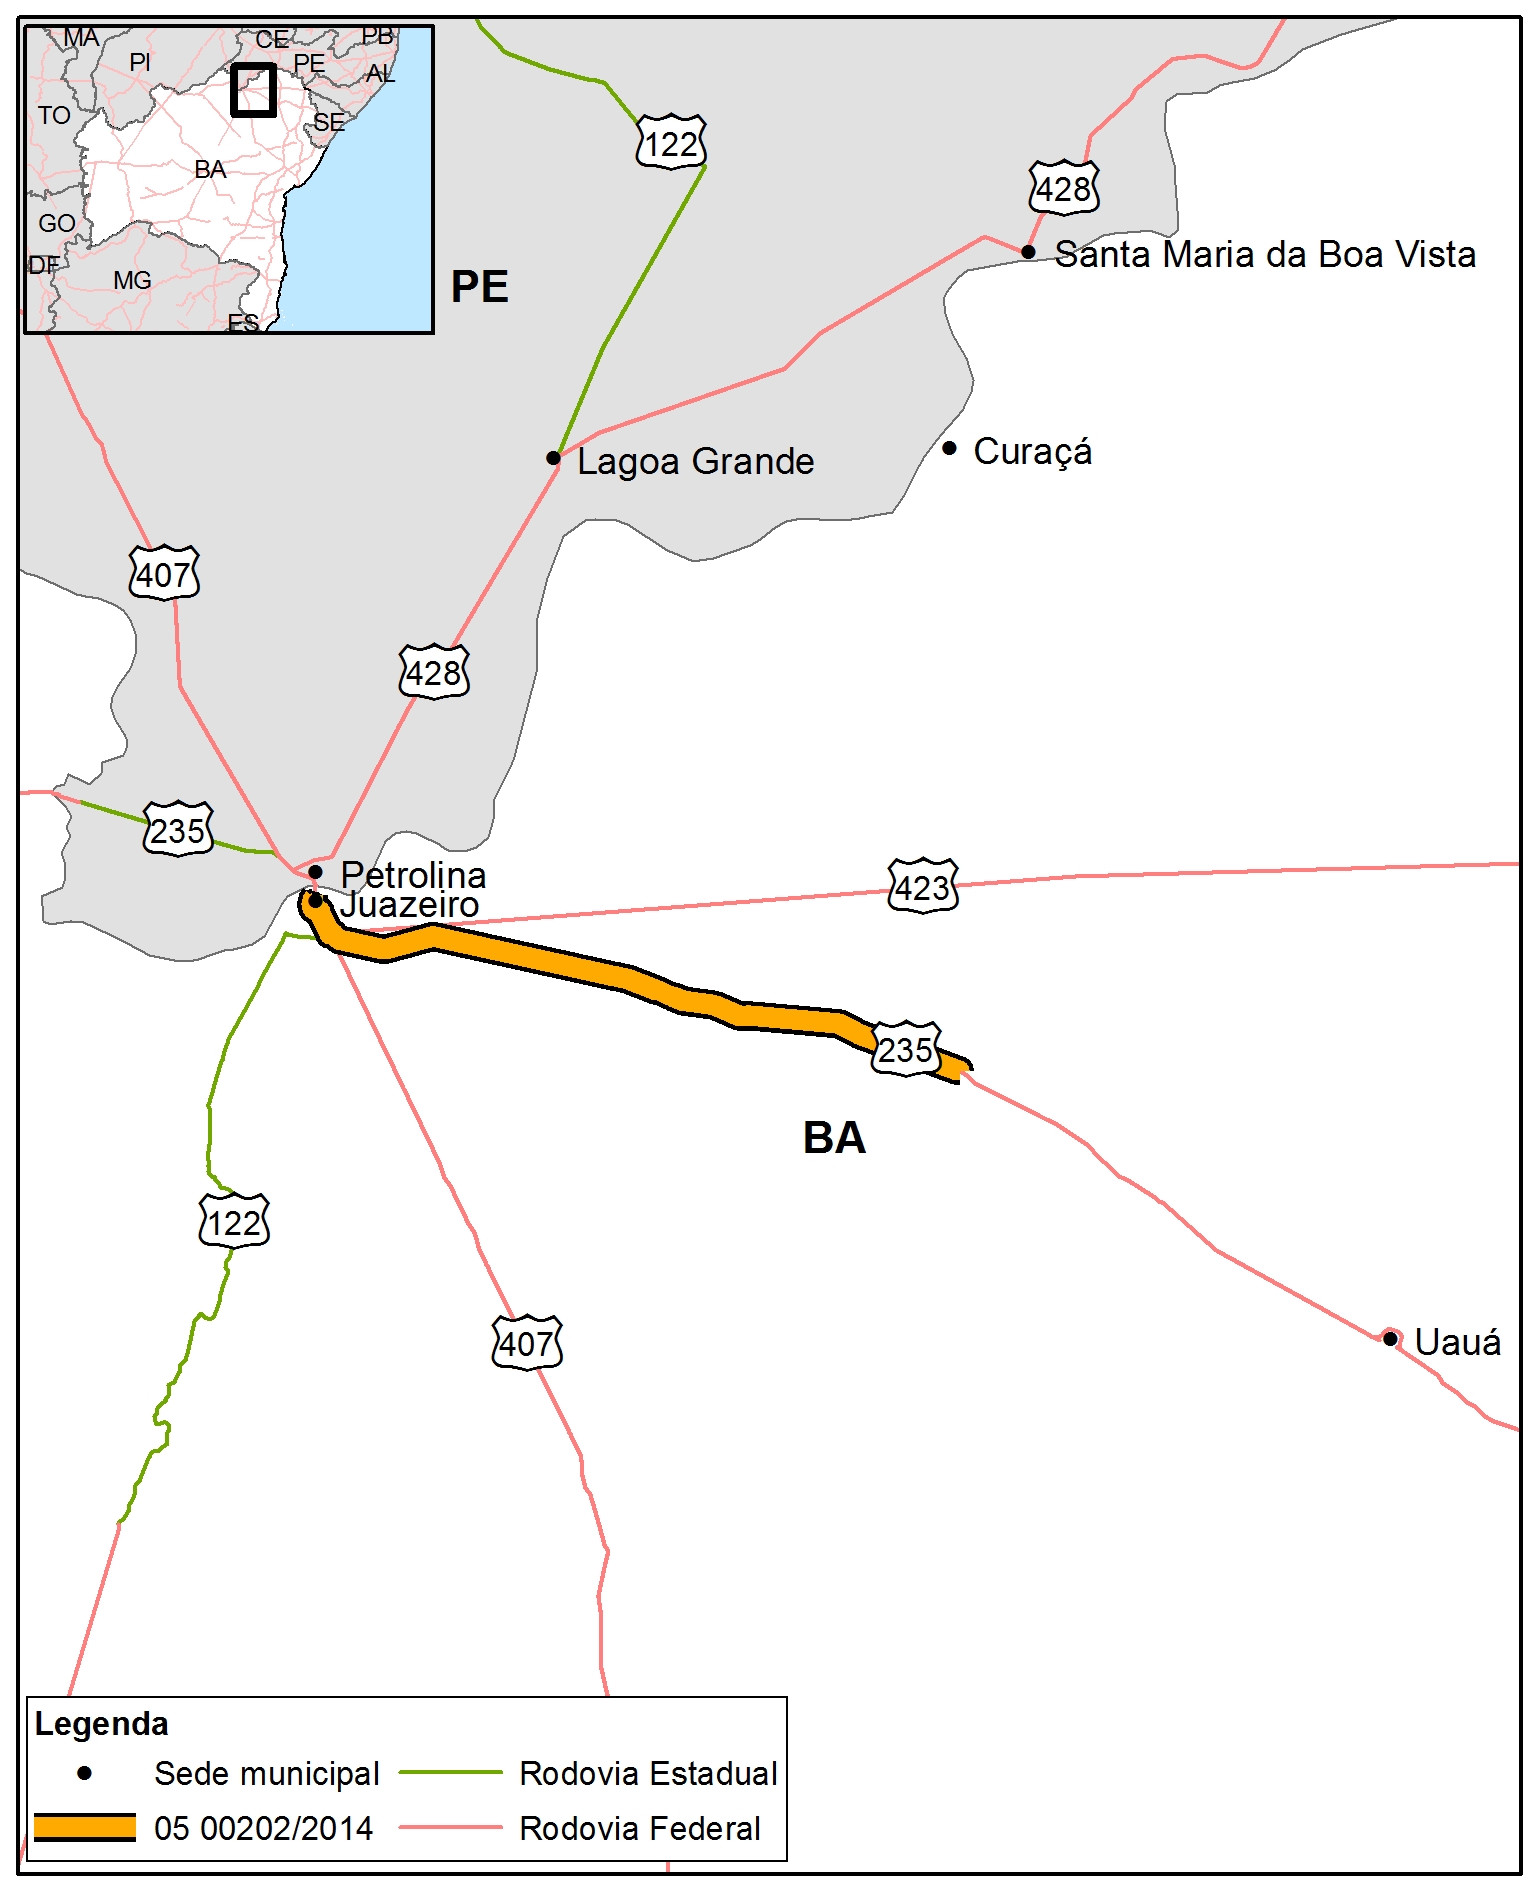 MA
CE
PB
PI
PE
AL
TO
SE
BA
GO
DF
MG
ES
122
428
Santa Maria da Boa Vista
PE
Curaçá
Lagoa Grande
407
428
235
Petrolina
Juazeiro
423
235
BA
122
407
Uauá
Legenda
Sede municipal
Rodovia Estadual
05 00202/2014
Rodovia Federal